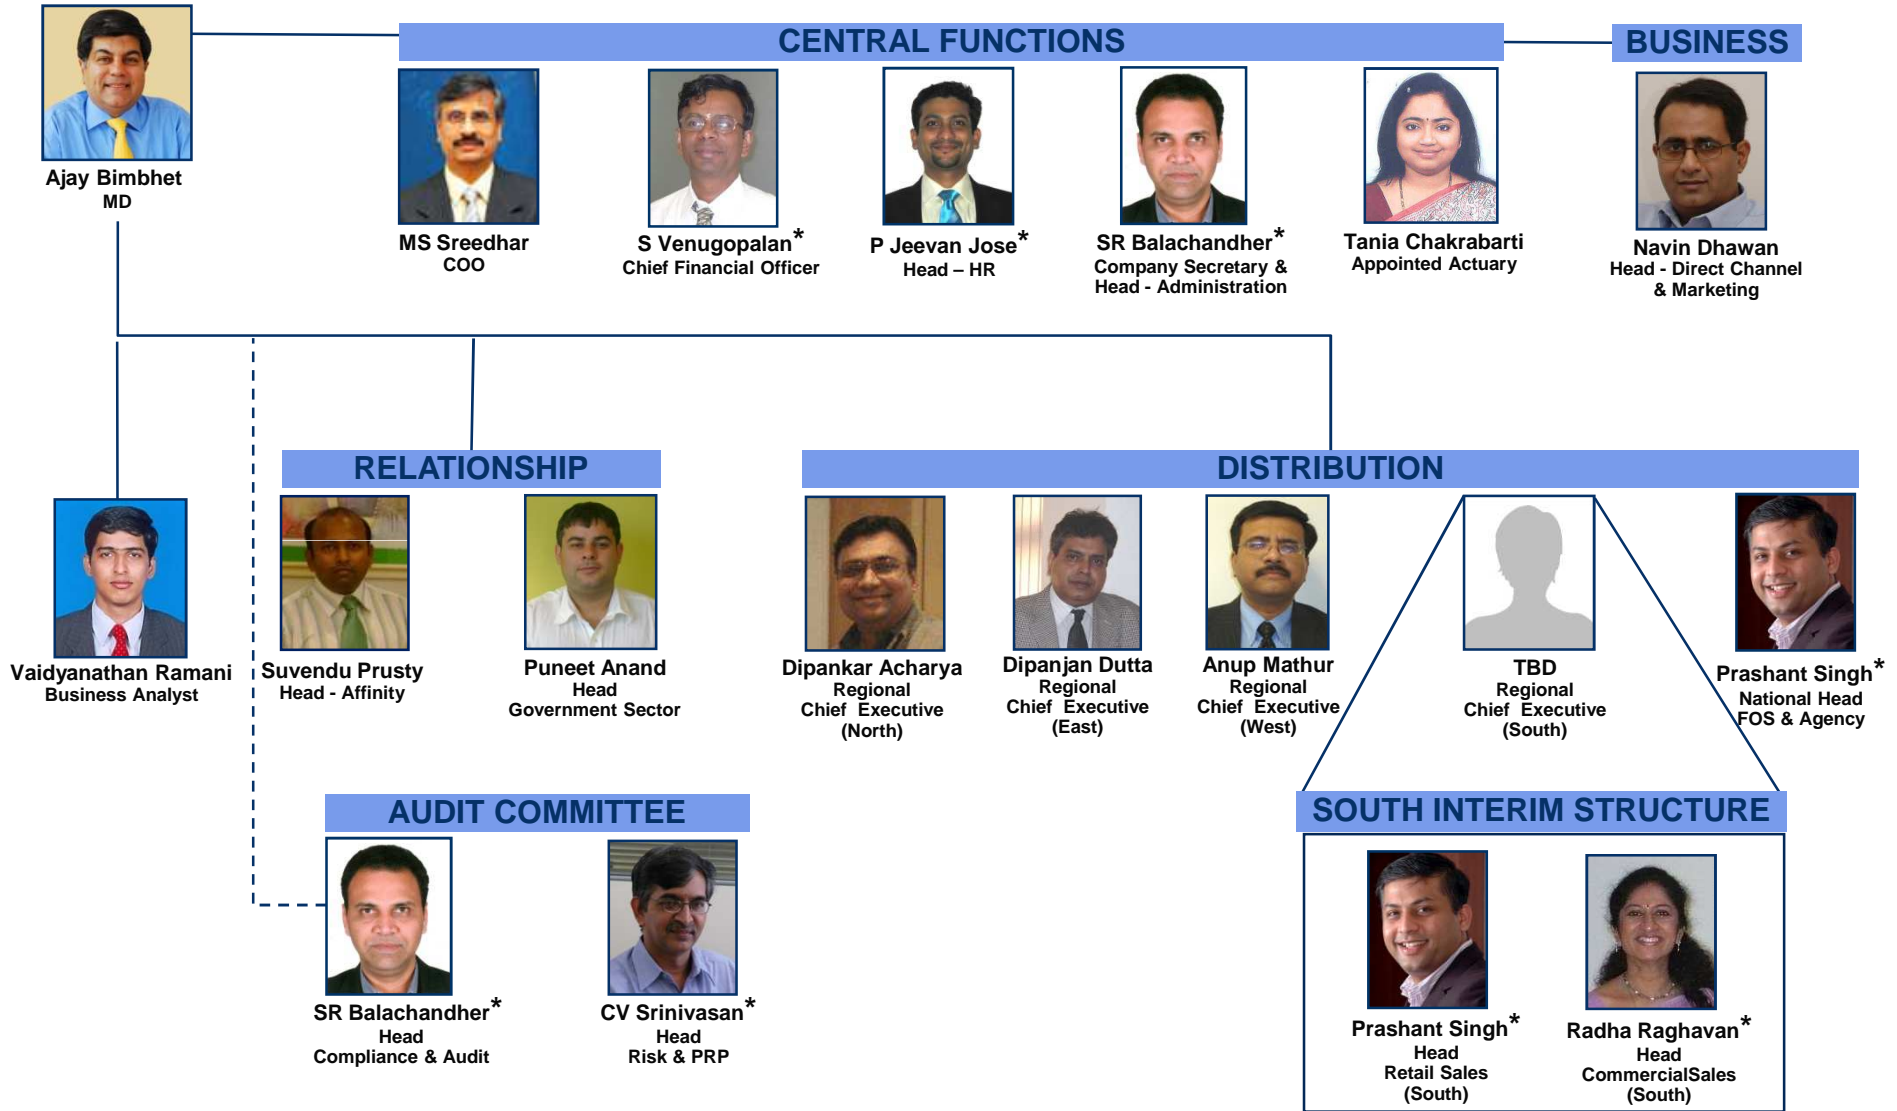 CENTRAL FUNCTIONS
BUSINESS
Ajay Bimbhet
MD
MS Sreedhar
COO
S Venugopalan*
Chief Financial Officer
P Jeevan Jose*
Head – HR
SR Balachandher*
Company Secretary &
Head - Administration
Tania Chakrabarti
Appointed Actuary
Navin Dhawan
Head - Direct Channel
& Marketing
RELATIONSHIP
DISTRIBUTION
Vaidyanathan Ramani
Business Analyst
Suvendu Prusty
Head - Affinity
Puneet Anand
Head
Government Sector
Dipankar Acharya
Regional
Chief Executive
(North)
Dipanjan Dutta
Regional
Chief Executive
(East)
Anup Mathur
Regional
Chief Executive
(West)
TBD
Regional
Chief Executive
(South)
Prashant Singh*
National Head
FOS & Agency
AUDIT COMMITTEE
SR Balachandher*
Head
Compliance & Audit
CV Srinivasan*
Head
Risk & PRP
SOUTH INTERIM STRUCTURE
Prashant Singh*
Head
Retail Sales
(South)
Radha Raghavan*
Head
CommercialSales
(South)